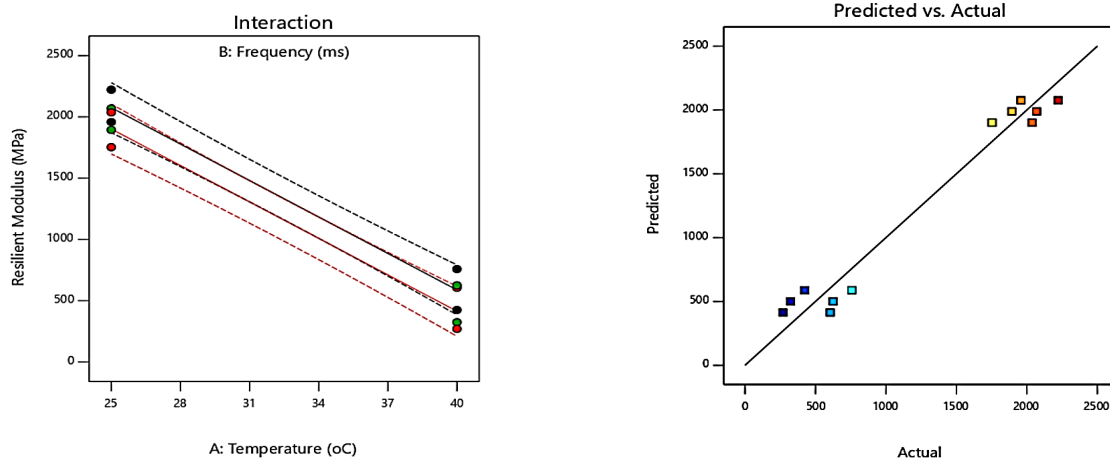 Interaction
B: Frequency (ms)
Resilient Modulus (MPa)
2500
2000
1500
1000
500
0
25 28 31 34 37 40
A: Temperature (oC)
Predicted vs. Actual
Predicted
2500
2000
1500
1000
500
0
0 500 1000 1500 2000 2500
Actual